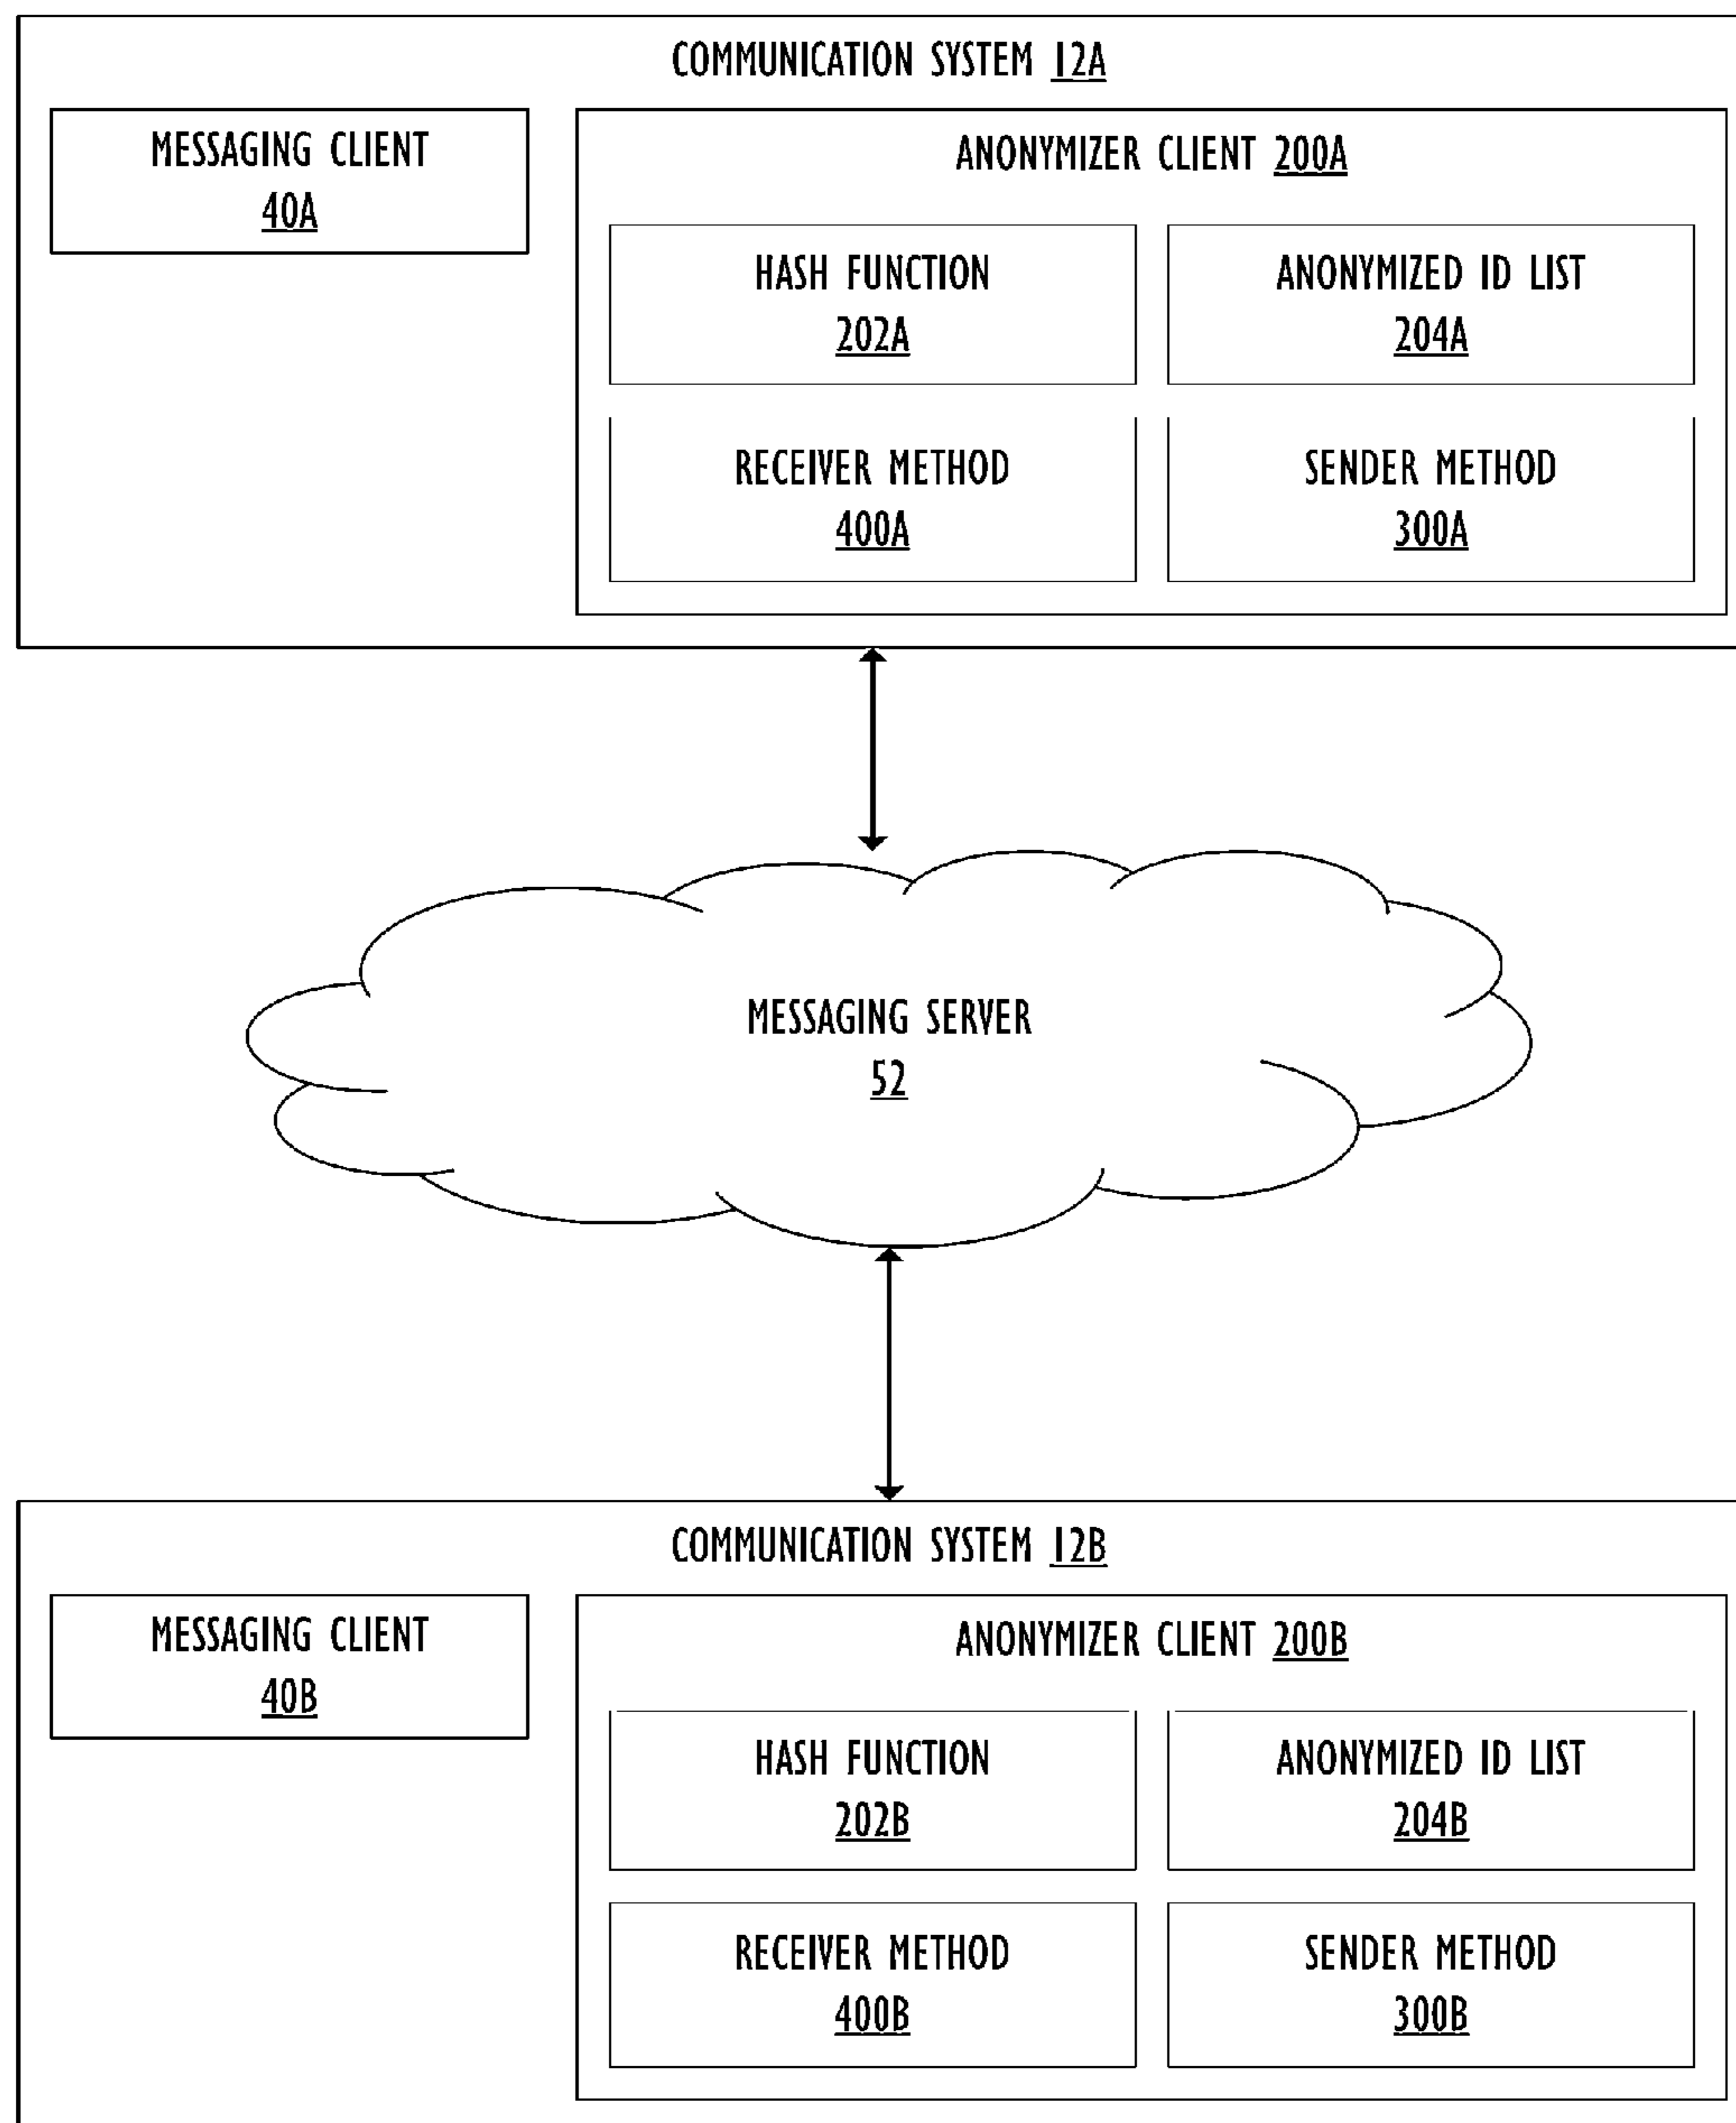 COMMUNICATION SYSTEM 12A
MESSAGING CLIENT
40A
ANONYMIZER CLIENT 200A
HASH FUNCTION
202A
ANONYMIZED ID LIST
204A
RECEIVER METHOD
400A
SENDER METHOD
300A
MESSAGING SERVER
52
COMMUNICATION SYSTEM 12B
MESSAGING CLIENT
40B
ANONYMIZER CLIENT 200B
HASH FUNCTION
202B
ANONYMIZED ID LIST
204B
RECEIVER METHOD
400B
SENDER METHOD
300B